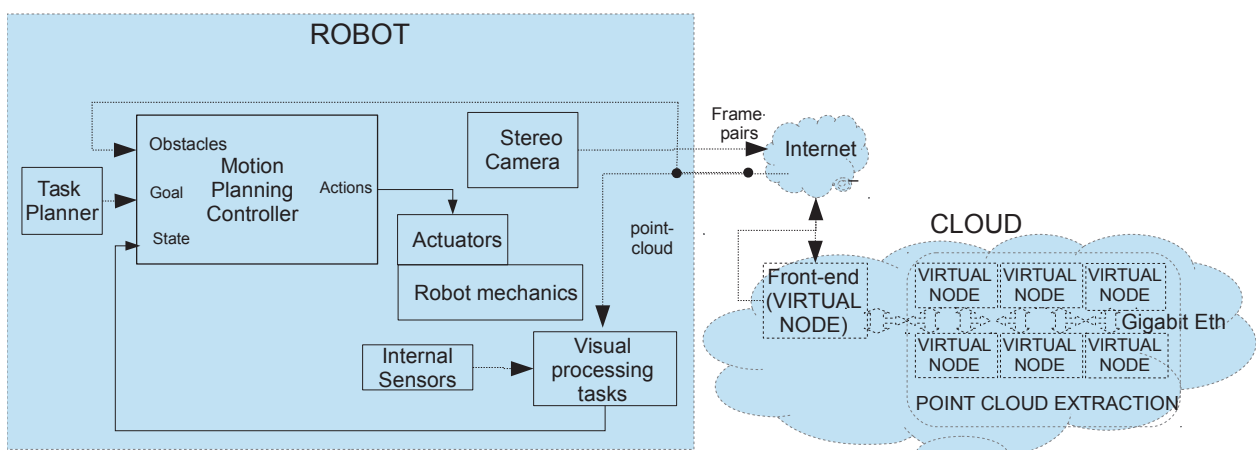 ROBOT
Obstacles
Motion
Planning
Controller
Goal
State
Actions
Task
Planner
Stereo
Camera
Actuators
Robot mechanics
Internal
Sensors
Visual
processing
tasks
point-
cloud
Frame-
pairs
Internet
CLOUD
Front-end
(VIRTUAL
NODE)
VIRTUAL
NODE
VIRTUAL
NODE
VIRTUAL
NODE
Gigabit Eth
VIRTUAL
NODE
VIRTUAL
NODE
VIRTUAL
NODE
POINT CLOUD EXTRACTION